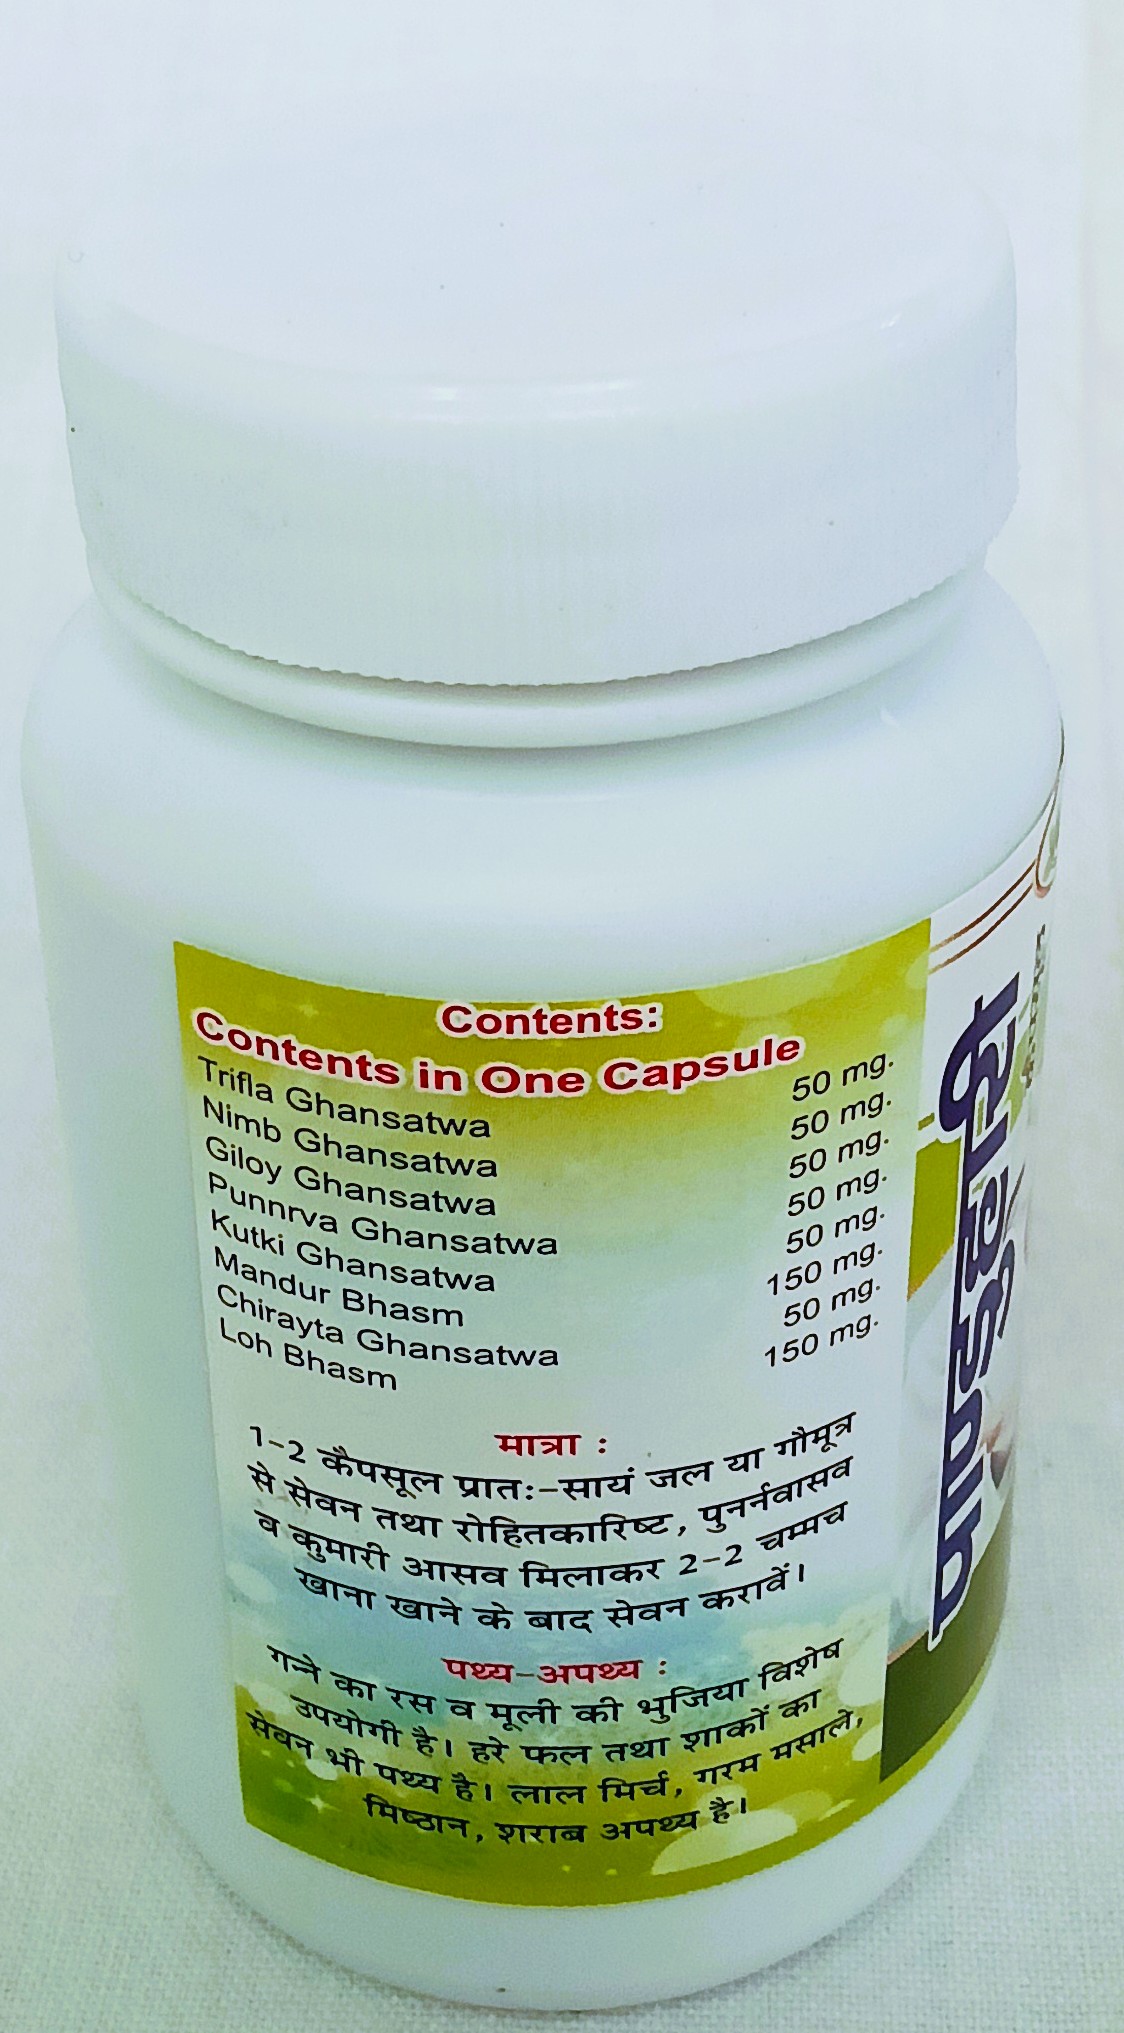 Contents:
Contents in One Capsule
Trifla Ghansatwa 50 mg.
Nimb Ghansatwa 50 mg.
Giloy Ghansatwa 50 mg.
Punnrva Ghansatwa 50 mg.
Kutki Ghansatwa 50 mg.
Mandur Bhasm 150 mg.
Chirayta Ghansatwa 50 mg.
Loh Bhasm 150 mg.
मात्रा :
1-2 कैपसूल प्रातः-सायं जल या गौमूत्र
से सेवन तथा रोहितकारिष्ट, पुनर्नवासव
व कुमारी आसव मिलाकर 2-2 चम्मच
खाना खाने के बाद सेवन करावें।
पथ्य-अपथ्य :
गन्ने का रस व मूली की भुजिया विशेष
उपयोगी है। हरे फल तथा शाकों का
सेवन भी पथ्य है। लाल मिर्च, गरम मसाले,
मिष्ठान, शराब अपथ्य है।